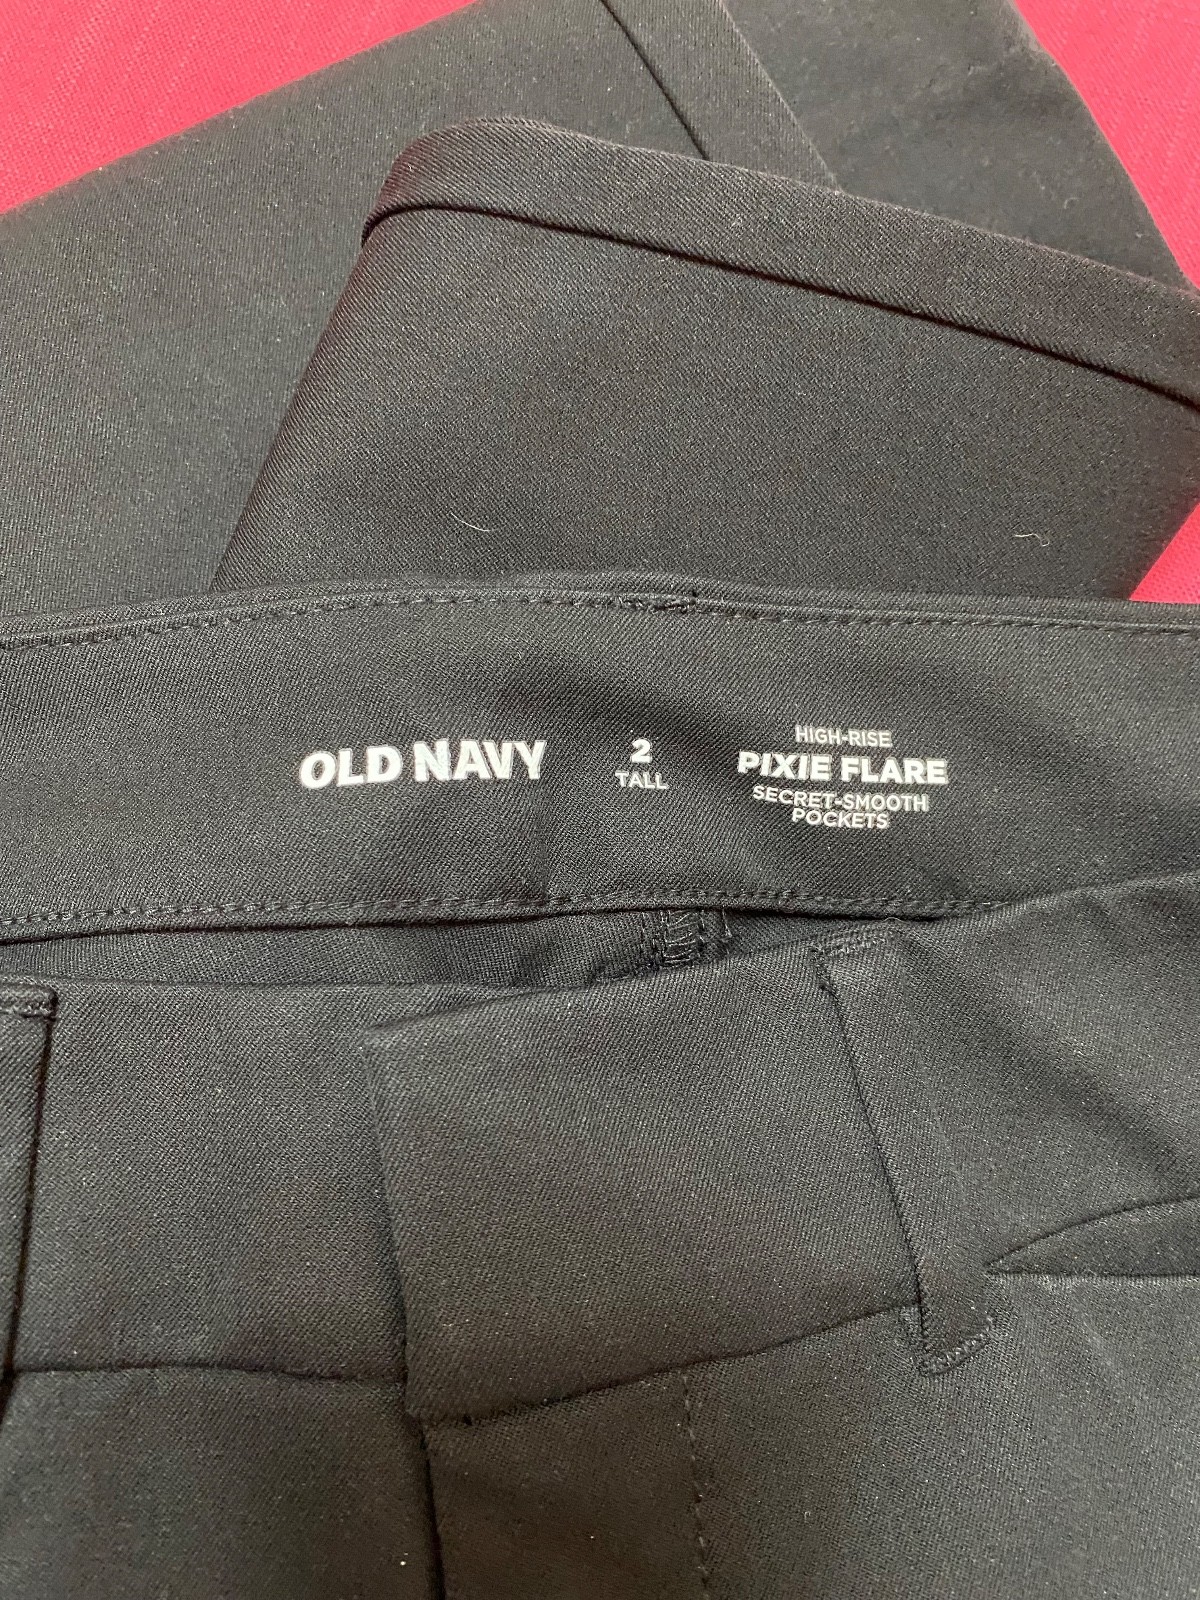 OLD NAVY
2
TALL
HIGH-RISE
PIXIE FLARE
SECRET-SMOOTH
POCKETS